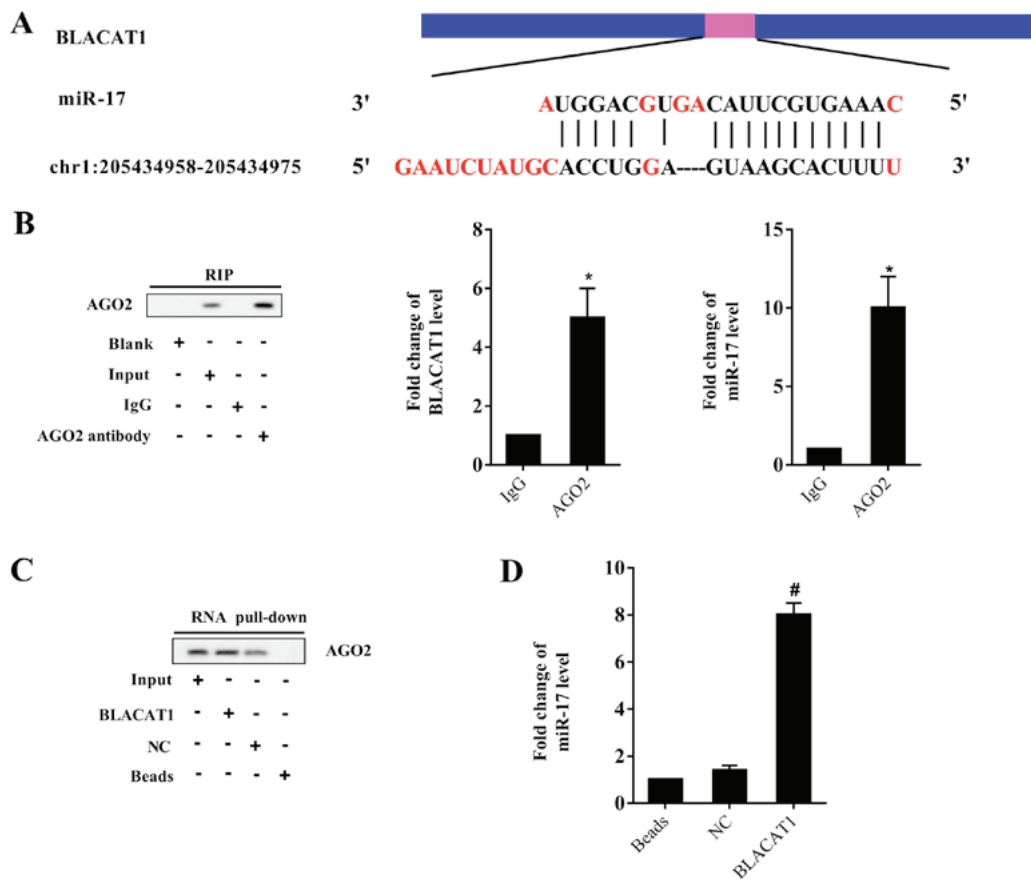 A
BLACAT1
miR-17 3' AUGGACGUGACAUUCGUGAAAC 5'
chr1:205434958-205434975 5' GAAUCUAUGCACCUGGA----GUAAGCACUUUU 3'
B
RIP
AGO2
Blank + - - -
Input - + - -
IgG - - + -
AGO2 antibody - - - +
Fold change of
BLACAT1 level
8
6
4
2
0
*
IgG
AGO2
Fold change of
miR-17 level
15
10
5
0
*
IgG
AGO2
C
RNA pull-down
AGO2
Input + - - -
BLACAT1 - + - -
NC - - + -
Beads - - - +
D
Fold change of
miR-17 level
10
8
6
4
2
0
#
Beads
NC
BLACAT1